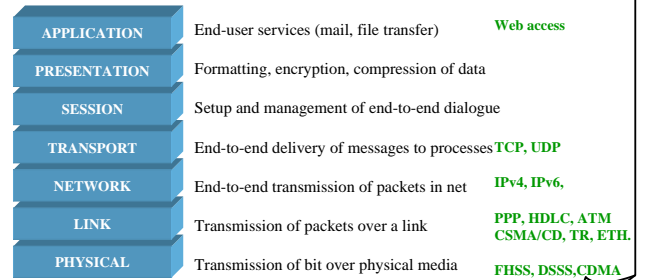 APPLICATION End-user services (mail, file transfer) Web access
PRESENTATION Formatting, encryption, compression of data
SESSION Setup and management of end-to-end dialogue
TRANSPORT End-to-end delivery of messages to processes TCP, UDP
NETWORK End-to-end transmission of packets in net IPv4, IPv6,
LINK Transmission of packets over a link PPP, HDLC, ATM
CSMA/CD, TR, ETH.
PHYSICAL Transmission of bit over physical media FHSS, DSSS,CDMA